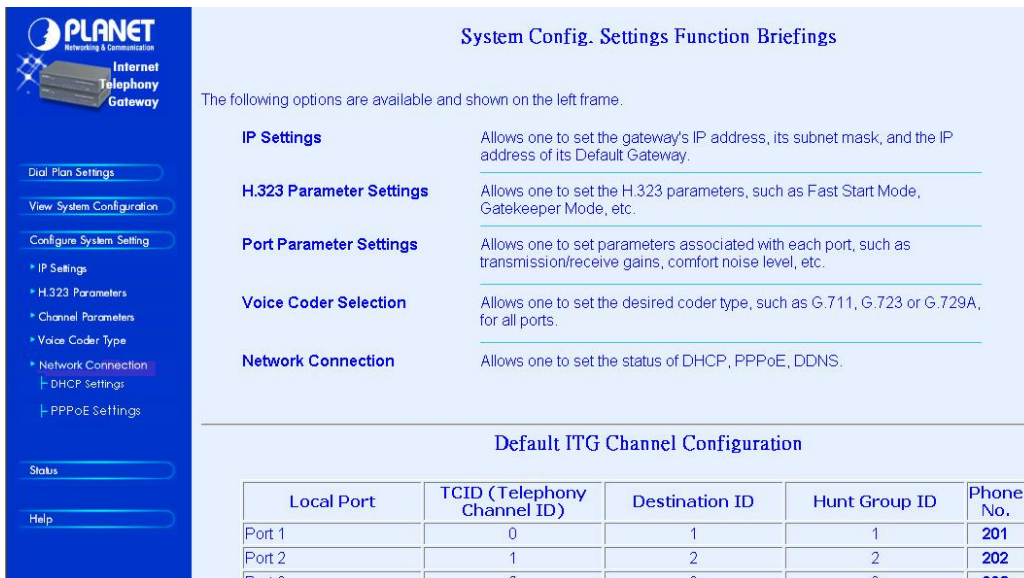 PLANET
Networking & Communication
Internet
Telephony
Gateway
Dial Plan Settings
View System Configuration
Configure System Setting
IP Settings
H.323 Parameters
Channel Parameters
Voice Coder Type
Network Connection
DHCP Settings
PPPoE Settings
Status
Help
System Config. Settings Function Briefings
The following options are available and shown on the left frame.
IP Settings
Allows one to set the gateway's IP address, its subnet mask, and the IP
address of its Default Gateway.
H.323 Parameter Settings
Allows one to set the H.323 parameters, such as Fast Start Mode,
Gatekeeper Mode, etc.
Port Parameter Settings
Allows one to set parameters associated with each port, such as
transmission/receive gains, comfort noise level, etc.
Voice Coder Selection
Allows one to set the desired coder type, such as G.711, G.723 or G.729A,
for all ports.
Network Connection
Allows one to set the status of DHCP, PPPoE, DDNS.
Default ITG Channel Configuration
Local Port TCID (Telephony Channel ID) Destination ID Hunt Group ID Phone No.
Port 1 0 1 1 201
Port 2 1 2 2 202